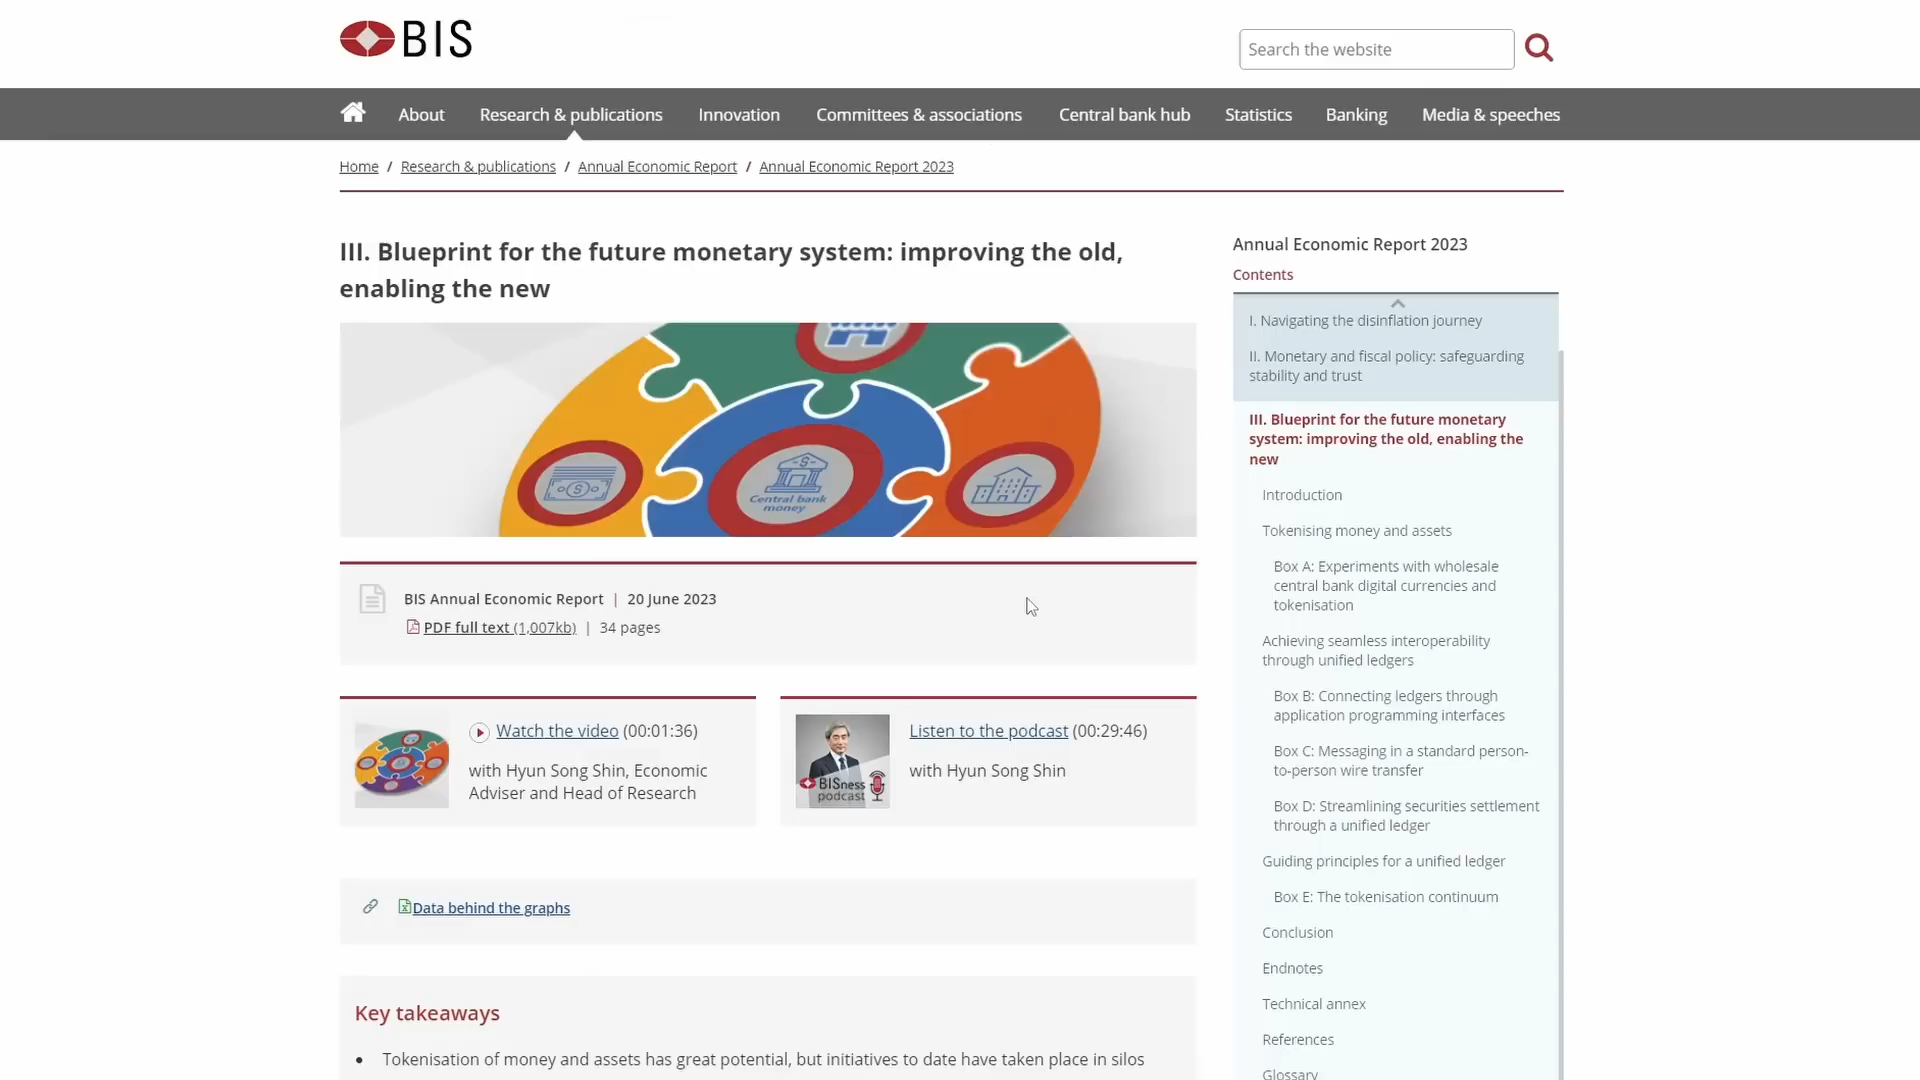 BIS
Search the website
About Research & publications Innovation Committees & associations Central bank hub Statistics Banking Media & speeches
Home / Research & publications / Annual Economic Report / Annual Economic Report 2023
III. Blueprint for the future monetary system: improving the old,
enabling the new
Central bank
money
BIS Annual Economic Report | 20 June 2023
PDF full text (1,007kb) | 34 pages
Watch the video (00:01:36)
with Hyun Song Shin, Economic
Adviser and Head of Research
BISness
podcast
Listen to the podcast (00:29:46)
with Hyun Song Shin
Data behind the graphs
Key takeaways
• Tokenisation of money and assets has great potential, but initiatives to date have taken place in silos
Annual Economic Report 2023
Contents
I. Navigating the disinflation journey
II. Monetary and fiscal policy: safeguarding
stability and trust
III. Blueprint for the future monetary
system: improving the old, enabling the
new
Introduction
Tokenising money and assets
Box A: Experiments with wholesale
central bank digital currencies and
tokenisation
Achieving seamless interoperability
through unified ledgers
Box B: Connecting ledgers through
application programming interfaces
Box C: Messaging in a standard person-
to-person wire transfer
Box D: Streamlining securities settlement
through a unified ledger
Guiding principles for a unified ledger
Box E: The tokenisation continuum
Conclusion
Endnotes
Technical annex
References
Glossary